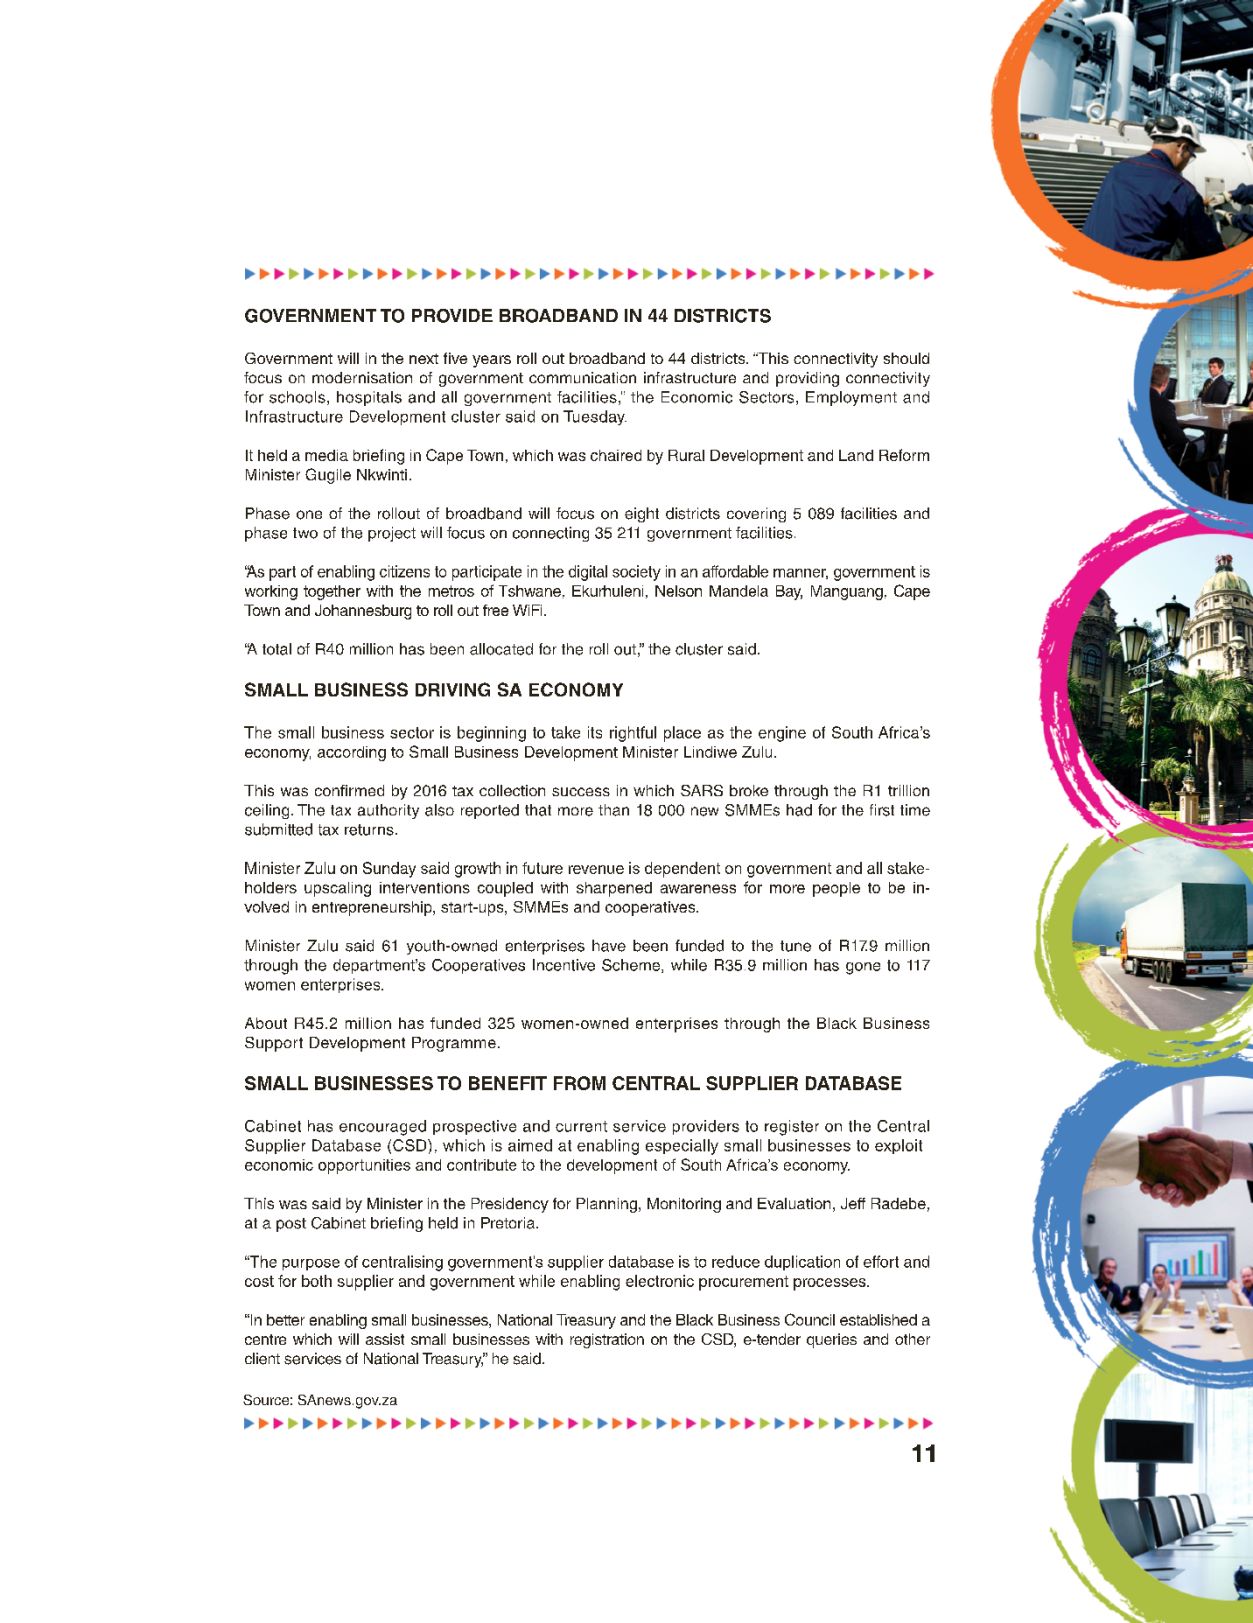 GOVERNMENT TO PROVIDE BROADBAND IN 44 DISTRICTS
Government will in the next five years roll out broadband to 44 districts. “This connectivity should
focus on modernisation of government communication infrastructure and providing connectivity
for schools, hospitals and all government facilities,” the Economic Sectors, Employment and
Infrastructure Development cluster said on Tuesday.
It held a media briefing in Cape Town, which was chaired by Rural Development and Land Reform
Minister Gugile Nkwinti.
Phase one of the rollout of broadband will focus on eight districts covering 5 089 facilities and
phase two of the project will focus on connecting 35 211 government facilities.
“As part of enabling citizens to participate in the digital society in an affordable manner, government is
working together with the metros of Tshwane, Ekurhuleni, Nelson Mandela Bay, Manguang, Cape
Town and Johannesburg to roll out free WiFi.
“A total of R40 million has been allocated for the roll out,” the cluster said.
SMALL BUSINESS DRIVING SA ECONOMY
The small business sector is beginning to take its rightful place as the engine of South Africa’s
economy, according to Small Business Development Minister Lindiwe Zulu.
This was confirmed by 2016 tax collection success in which SARS broke through the R1 trillion
ceiling. The tax authority also reported that more than 18 000 new SMMEs had for the first time
submitted tax returns.
Minister Zulu on Sunday said growth in future revenue is dependent on government and all stake-
holders upscaling interventions coupled with sharpened awareness for more people to be in-
volved in entrepreneurship, start-ups, SMMEs and cooperatives.
Minister Zulu said 61 youth-owned enterprises have been funded to the tune of R17.9 million
through the department’s Cooperatives Incentive Scheme, while R35.9 million has gone to 117
women enterprises.
About R45.2 million has funded 325 women-owned enterprises through the Black Business
Support Development Programme.
SMALL BUSINESSES TO BENEFIT FROM CENTRAL SUPPLIER DATABASE
Cabinet has encouraged prospective and current service providers to register on the Central
Supplier Database (CSD), which is aimed at enabling especially small businesses to exploit
economic opportunities and contribute to the development of South Africa’s economy.
This was said by Minister in the Presidency for Planning, Monitoring and Evaluation, Jeff Radebe,
at a post Cabinet briefing held in Pretoria.
“The purpose of centralising government’s supplier database is to reduce duplication of effort and
cost for both supplier and government while enabling electronic procurement processes.
“In better enabling small businesses, National Treasury and the Black Business Council established a
centre which will assist small businesses with registration on the CSD, e-tender queries and other
client services of National Treasury,” he said.
Source: SAnews.gov.za
11